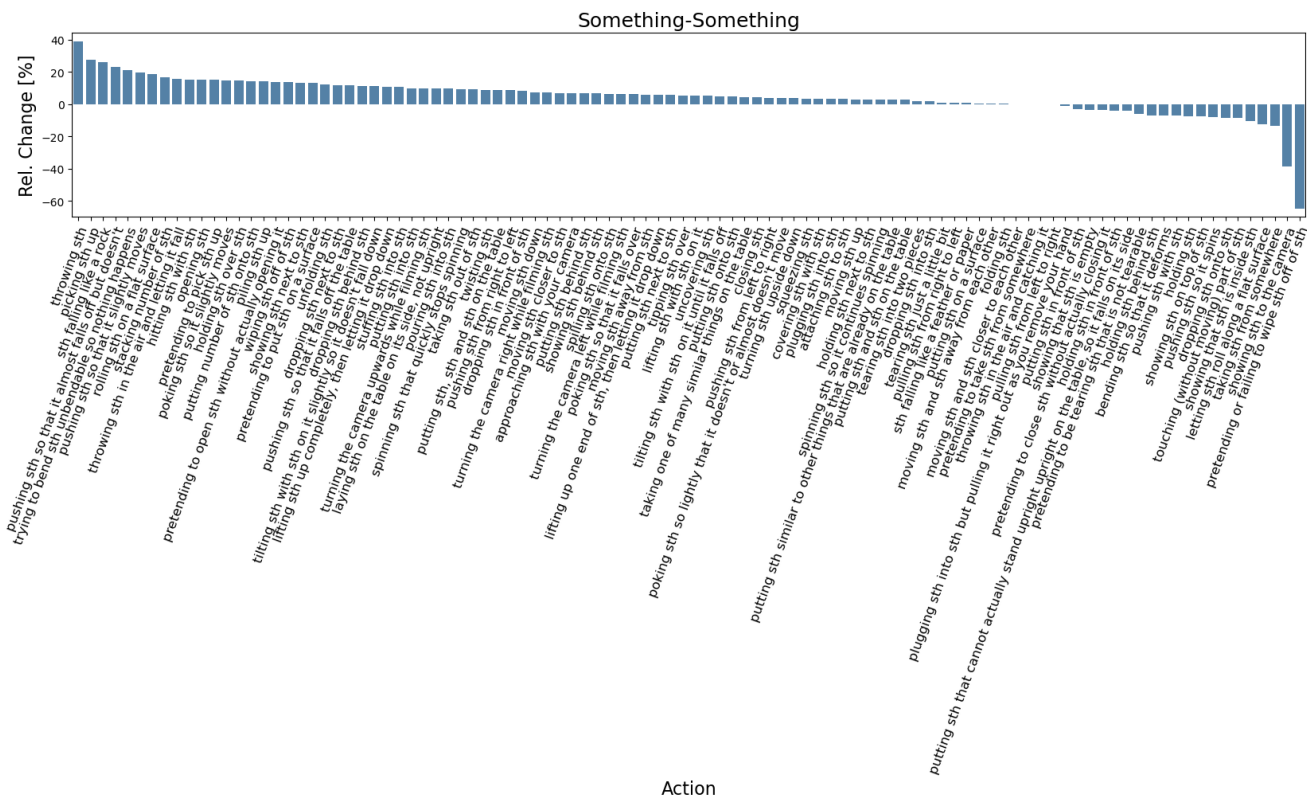 Something-Something
Rel. Change [%]
40
20
0
−20
−40
−60
throwing sth
picking sth up
sth falling like a rock
pushing sth so that it almost falls off but doesn't
trying to bend sth unbendable so nothing happens
pushing sth so that it slightly moves
rolling sth on a flat surface
stacking number of sth
throwing sth in the air and letting it fall
hitting sth with sth
opening sth
pretending to pick sth up
poking sth so it slightly moves
holding sth over sth
putting number of sth onto sth
piling sth up
pretending to open sth without actually opening it
wiping sth off of sth
showing sth next to sth
pretending to put sth on a surface
unfolding sth
dropping sth next to sth
pushing sth so that it falls off the table
dropping sth behind sth
tilting sth with sth on it slightly so it doesn't fall down
lifting sth up completely, then letting it drop down
stuffing sth into sth
putting sth into sth
turning the camera upwards while filming sth
laying sth on the table on its side, not upright
pouring sth into sth
spinning sth that quickly stops spinning
taking sth out of sth
twisting sth
putting sth, sth and sth on the table
pushing sth from right to left
dropping sth in front of sth
moving sth down
turning the camera right while filming sth
moving sth closer to sth
approaching sth with your camera
putting sth behind sth
showing sth behind sth
spilling sth onto sth
turning the camera left while filming sth
poking sth so that it falls over
moving sth away from sth
lifting up one end of sth, then letting it drop down
putting sth next to sth
tipping sth over
lifting sth with sth on it
uncovering sth
tilting sth with sth on it until it falls off
putting sth onto sth
taking one of many similar things on the table
closing sth
pushing sth from left to right
poking sth so lightly that it doesn't or almost doesn't move
turning sth upside down
squeezing sth
covering sth with sth
plugging sth into sth
attaching sth to sth
moving sth up
holding sth next to sth
spinning sth so it continues spinning
putting sth similar to other things that are already on the table
putting sth and sth on the table
tearing sth into two pieces
dropping sth into sth
tearing sth just a little bit
pulling sth from right to left
sth falling like a feather or paper
putting sth on a surface
moving sth and sth away from each other
folding sth
moving sth and sth closer to each other
pretending to take sth from somewhere
throwing sth in the air and catching it
pulling sth from left to right
plugging sth into sth but pulling it right out as you remove your hand
putting sth in front of sth
showing that sth is empty
pretending to close sth without actually closing it
holding sth in front of sth
putting sth that cannot actually stand upright upright on the table, so it falls on its side
pretending to be tearing sth that is not tearable
holding sth behind sth
bending sth so that it deforms
pushing sth with sth
holding sth
showing sth on top of sth
pushing sth so it spins
dropping sth onto sth
touching (without moving) part of sth
showing that sth is inside sth
letting sth roll along a flat surface
taking sth from somewhere
showing sth to the camera
pretending or failing to wipe sth off of sth
Action